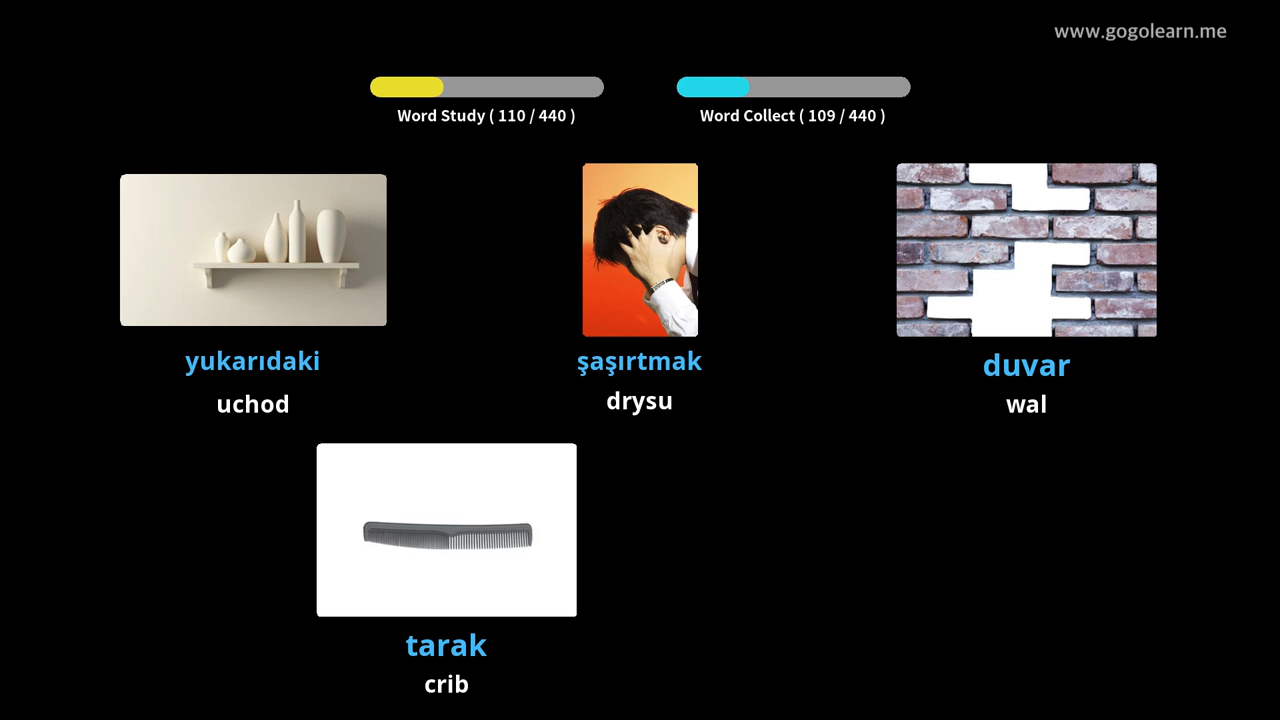 www.gogolearn.me
Word Study ( 110 / 440 )
Word Collect ( 109 / 440 )
yukarıdaki
uchod
şaşırtmak
drysu
duvar
wal
tarak
crib